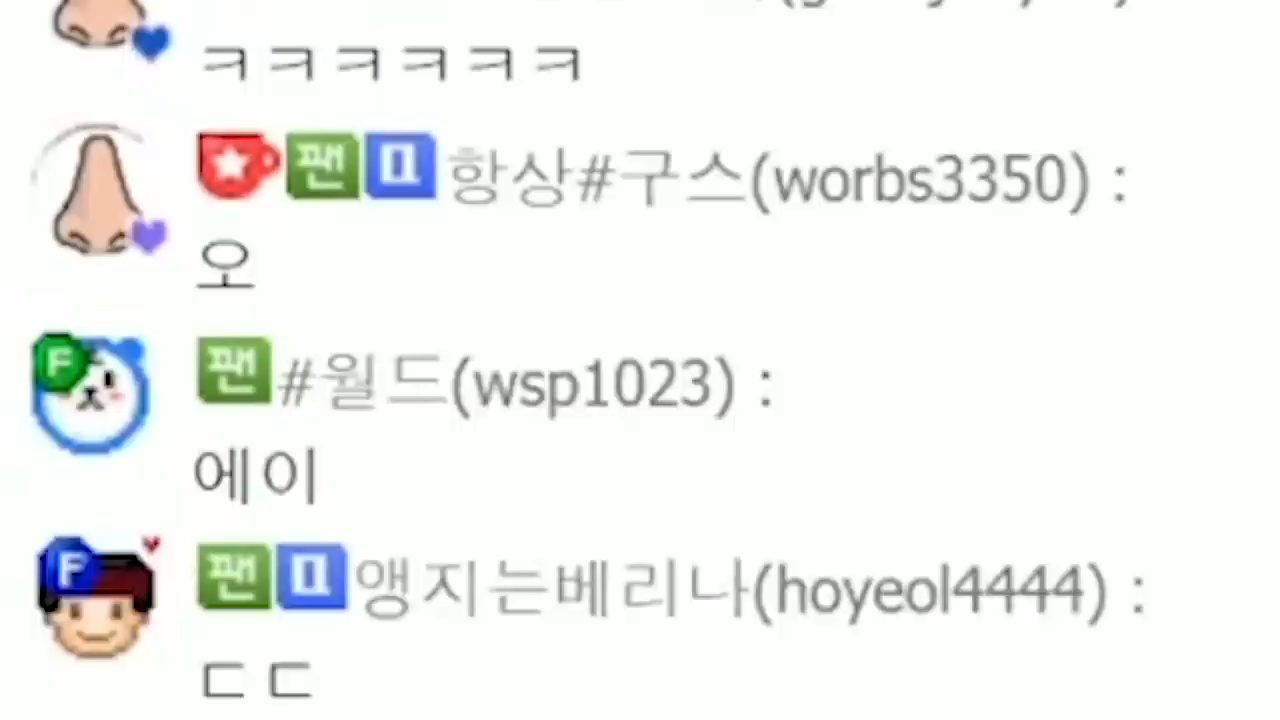 ㅋㅋㅋㅋㅋㅋ
팬 항상#구스(worbs3350) :
오
F 팬 #월드(wsp1023) :
에이
F 팬 앵지는베리나(hoyeol4444) :
ㄷㄷ